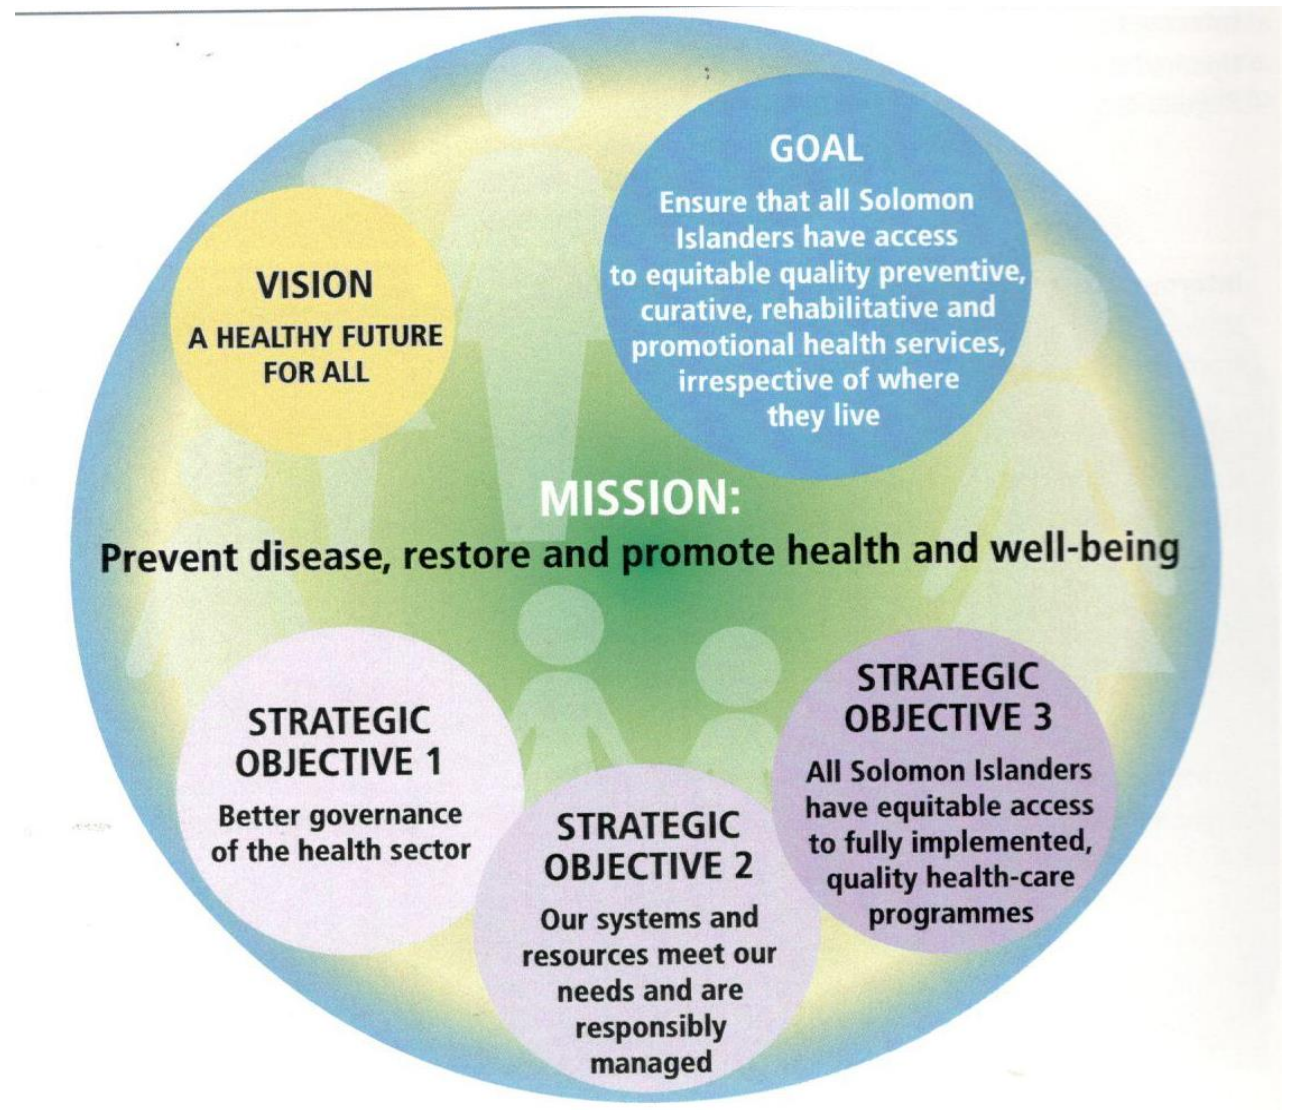 VISION
A HEALTHY FUTURE
FOR ALL
GOAL
Ensure that all Solomon
Islanders have access
to equitable quality preventive,
curative, rehabilitative and
promotional health services,
irrespective of where
they live
MISSION:
Prevent disease, restore and promote health and well-being
STRATEGIC
OBJECTIVE 1
Better governance
of the health sector
STRATEGIC
OBJECTIVE 2
Our systems and
resources meet our
needs and are
responsibly
managed
STRATEGIC
OBJECTIVE 3
All Solomon Islanders
have equitable access
to fully implemented,
quality health-care
programmes